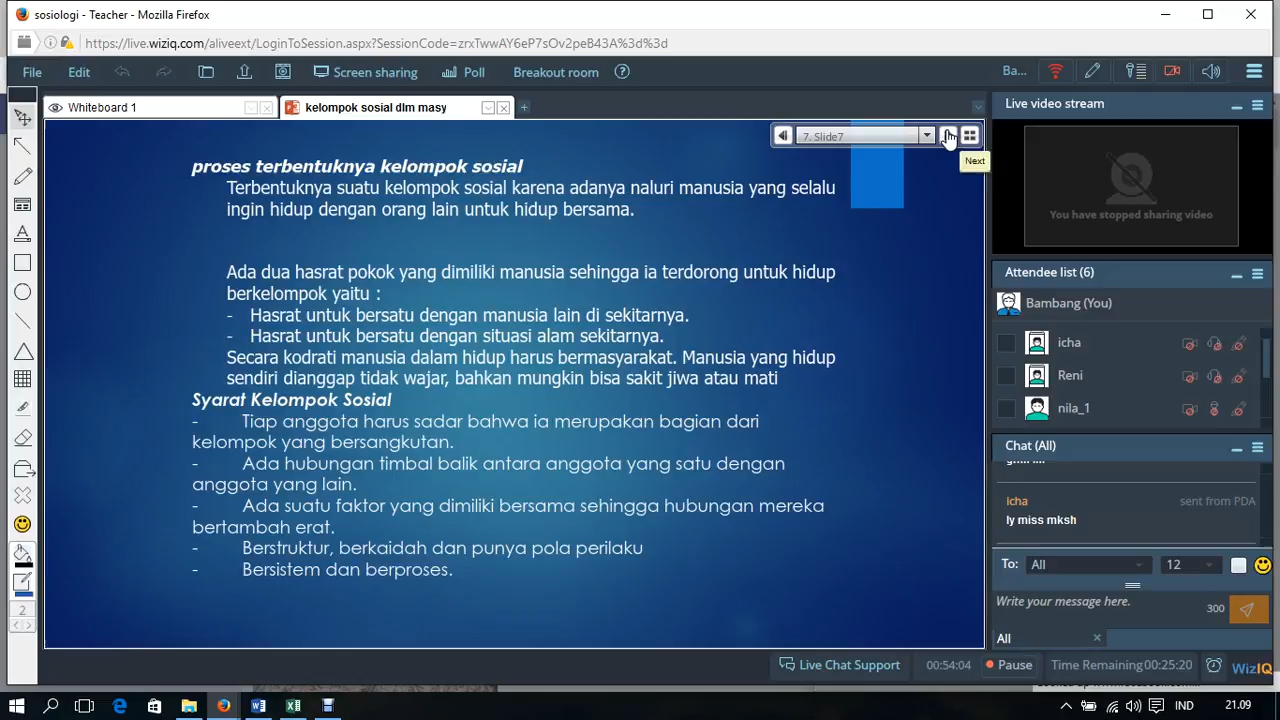 sosiologi - Teacher - Mozilla Firefox
https://live.wiziq.com/aliveext/LoginToSession.aspx?SessionCode=zrxTwwAY6eP7sOv2peB43A%3d%3d
File Edit Screen sharing Poll Breakout room ? Ba...
Whiteboard 1
kelompok sosial dlm masy
7. Slide7
Next
proses terbentuknya kelompok sosial
Terbentuknya suatu kelompok sosial karena adanya naluri manusia yang selalu
ingin hidup dengan orang lain untuk hidup bersama.
Ada dua hasrat pokok yang dimiliki manusia sehingga ia terdorong untuk hidup
berkelompok yaitu :
- Hasrat untuk bersatu dengan manusia lain di sekitarnya.
- Hasrat untuk bersatu dengan situasi alam sekitarnya.
Secara kodrati manusia dalam hidup harus bermasyarakat. Manusia yang hidup
sendiri dianggap tidak wajar, bahkan mungkin bisa sakit jiwa atau mati
Syarat Kelompok Sosial
- Tiap anggota harus sadar bahwa ia merupakan bagian dari
kelompok yang bersangkutan.
- Ada hubungan timbal balik antara anggota yang satu dengan
anggota yang lain.
- Ada suatu faktor yang dimiliki bersama sehingga hubungan mereka
bertambah erat.
- Berstruktur, berkaidah dan punya pola perilaku
- Bersistem dan berproses.
2
Live video stream
You have stopped sharing video
Attendee list (6)
Bambang (You)
icha
Reni
nila_1
Chat (All)
icha sent from PDA
ly miss mksh
To: All 12
Write your message here. 300
All
Live Chat Support 00:54:04 Pause Time Remaining 00:25:20 WizIQ
IND 21.09